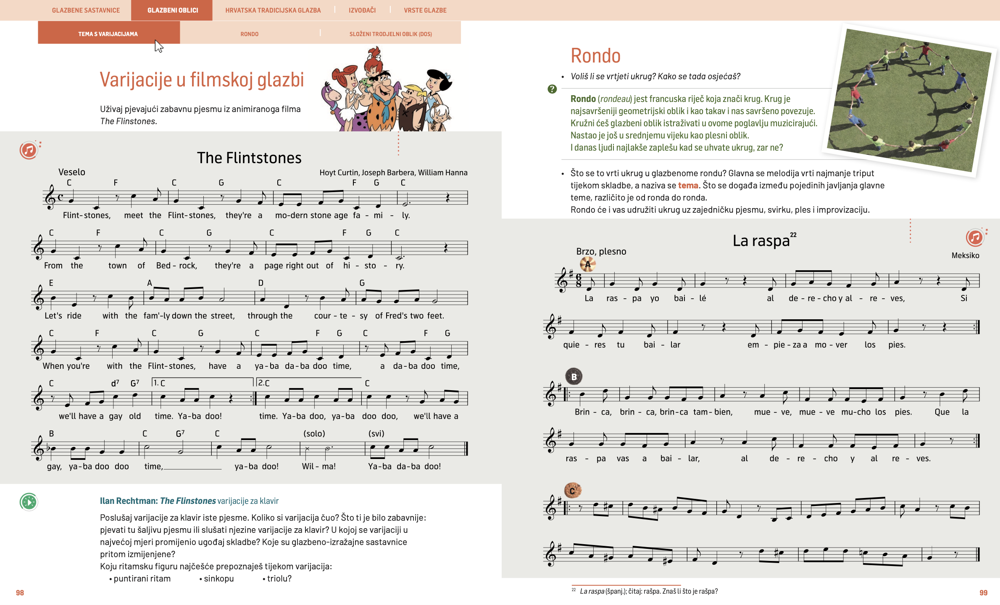 GLAZBENE SASTAVNICE GLAZBENI OBLICI HRVATSKA TRADICIJSKA GLAZBA IZVOĐAČI VRSTE GLAZBE
TEMA S VARIJACIJAMA RONDO SLOŽENI TRODJELNI OBLIK (DOS)
Varijacije u filmskoj glazbi
Uživaj pjevajući zabavnu pjesmu iz animiranoga filma
The Flinstones.
The Flintstones
Veselo
Hoyt Curtin, Joseph Barbera, William Hanna
C F C G C F G C
Flint-stones, meet the Flint-stones, they're a mo-dern stone age fa - mi - ly.
C F C G C F G C
From the town of Bed - rock, they're a page right out of hi - sto - ry.
E A D G
Let's ride with the fam'-ly down the street, through the cour - te - sy of Fred's two feet.
C F C G C F G C F G
When you're with the Flint-stones, have a ya-ba da-ba doo time, a da-ba doo time,
C d7 G7 1. C 2.C C
we'll have a gay old time. Ya-ba doo! time. Ya-ba doo, ya-ba doo doo, we'll have a
B C G7 C (solo) (svi)
gay, ya-ba doo doo time, ya-ba doo! Wil - ma! Ya-ba da-ba doo!
Ilan Rechtman: The Flinstones varijacije za klavir
Poslušaj varijacije za klavir iste pjesme. Koliko si varijacija čuo? Što ti je bilo zabavnije:
pjevati tu šaljivu pjesmu ili slušati njezine varijacije za klavir? U kojoj se varijaciji u
najvećoj mjeri promijenio ugođaj skladbe? Koje su glazbeno-izražajne sastavnice
pritom izmijenjene?
Koju ritamsku figuru najčešće prepoznaješ tijekom varijacija:
• puntirani ritam • sinkopu • triolu?
98
Rondo
• Voliš li se vrtjeti ukrug? Kako se tada osjećaš?
?
Rondo (rondeau) jest francuska riječ koja znači krug. Krug je
najsavršeniji geometrijski oblik i kao takav i nas savršeno povezuje.
Kružni ćeš glazbeni oblik istraživati u ovome poglavlju muzicirajući.
Nastao je još u srednjemu vijeku kao plesni oblik.
I danas ljudi najlakše zaplešu kad se uhvate ukrug, zar ne?
• Što se to vrti ukrug u glazbenome rondu? Glavna se melodija vrti najmanje triput
tijekom skladbe, a naziva se tema. Što se događa između pojedinih javljanja glavne
teme, različito je od ronda do ronda.
Rondo će i vas udružiti ukrug uz zajedničku pjesmu, svirku, ples i improvizaciju.
La raspa22
Brzo, plesno
Meksiko
A
6
8
La ras - pa yo bai - lé al de - re - cho y al - re - ves, Si
quie - res tu bai - lar em - pie - za a mo - ver los pies.
B
Brin - ca, brin - ca, brin-ca tam-bien, mue - ve, mue - ve mu-cho los pies. Que la
ras - pa vas a bai - lar, al de - re - cho y al re - ves.
C
22 La raspa (španj.); čitaj: rašpa. Znaš li što je rašpa?
99